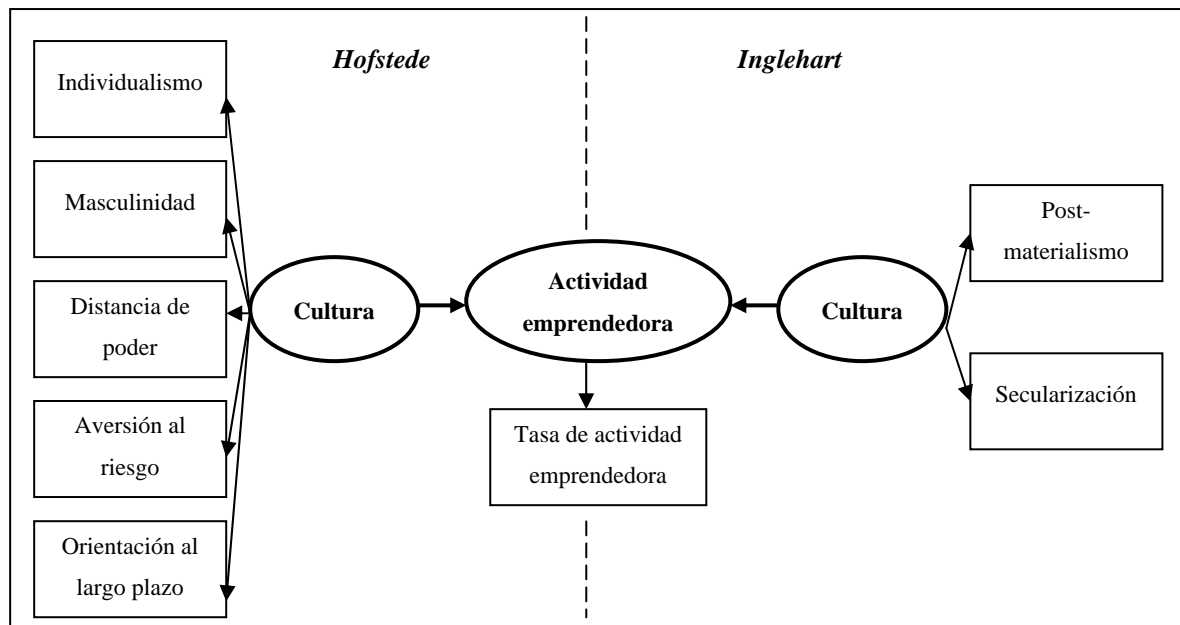 Hofstede
Inglehart
Individualismo
Masculinidad
Distancia de
poder
Aversión al
riesgo
Orientación al
largo plazo
Cultura
Actividad
emprendedora
Tasa de actividad
emprendedora
Cultura
Post-
materialismo
Secularización